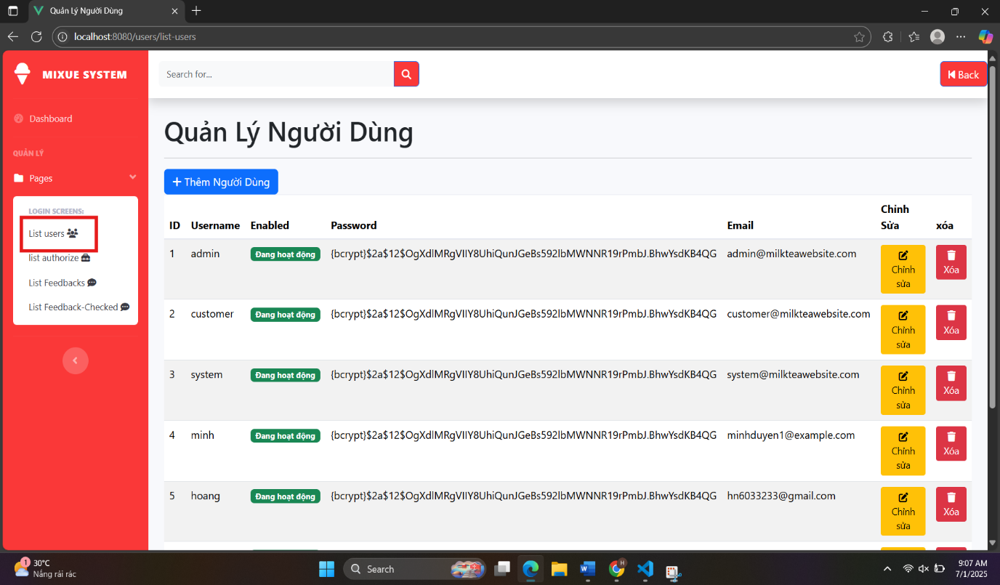 Quản Lý Người Dùng
localhost:8080/users/list-users
MIXUE SYSTEM
Search for...
Back
Dashboard
QUẢN LÝ
Pages
LOGIN SCREENS:
List users
list authorize
List Feedbacks
List Feedback-Checked
Quản Lý Người Dùng
+ Thêm Người Dùng
ID Username Enabled Password Email Chỉnh Sửa xóa
1 admin Đang hoạt động {bcrypt}$2a$12$OgXdlMRgVIIY8UhiQunJGeBs592lbMWNNR19rPmbJ.BhwYsdKB4QG admin@milkteawebsite.com Chỉnh sửa Xóa
2 customer Đang hoạt động {bcrypt}$2a$12$OgXdlMRgVIIY8UhiQunJGeBs592lbMWNNR19rPmbJ.BhwYsdKB4QG customer@milkteawebsite.com Chỉnh sửa Xóa
3 system Đang hoạt động {bcrypt}$2a$12$OgXdlMRgVIIY8UhiQunJGeBs592lbMWNNR19rPmbJ.BhwYsdKB4QG system@milkteawebsite.com Chỉnh sửa Xóa
4 minh Đang hoạt động {bcrypt}$2a$12$OgXdlMRgVIIY8UhiQunJGeBs592lbMWNNR19rPmbJ.BhwYsdKB4QG minhduyen1@example.com Chỉnh sửa Xóa
5 hoang Đang hoạt động {bcrypt}$2a$12$OgXdlMRgVIIY8UhiQunJGeBs592lbMWNNR19rPmbJ.BhwYsdKB4QG hn6033233@gmail.com Chỉnh sửa Xóa
1
30°C
Nắng rải rác
Search
H
9:07 AM
7/1/2025